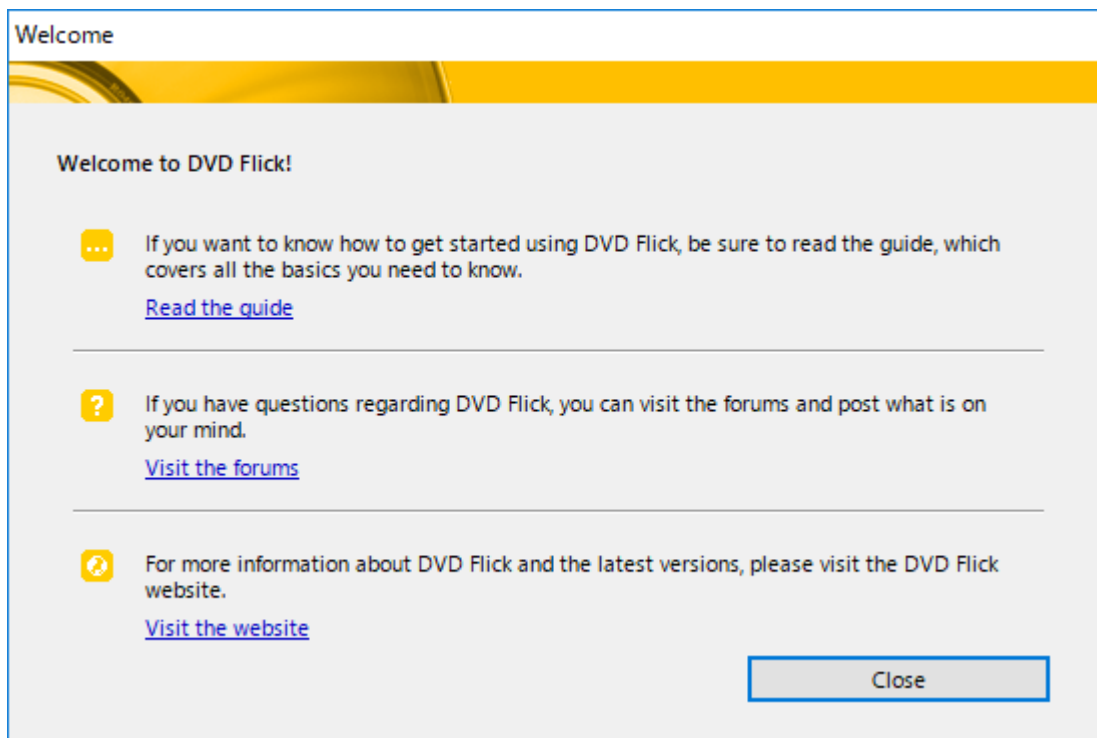 Welcome
Welcome to DVD Flick!
If you want to know how to get started using DVD Flick, be sure to read the guide, which
covers all the basics you need to know.
Read the guide
If you have questions regarding DVD Flick, you can visit the forums and post what is on
your mind.
Visit the forums
For more information about DVD Flick and the latest versions, please visit the DVD Flick
website.
Visit the website
Close